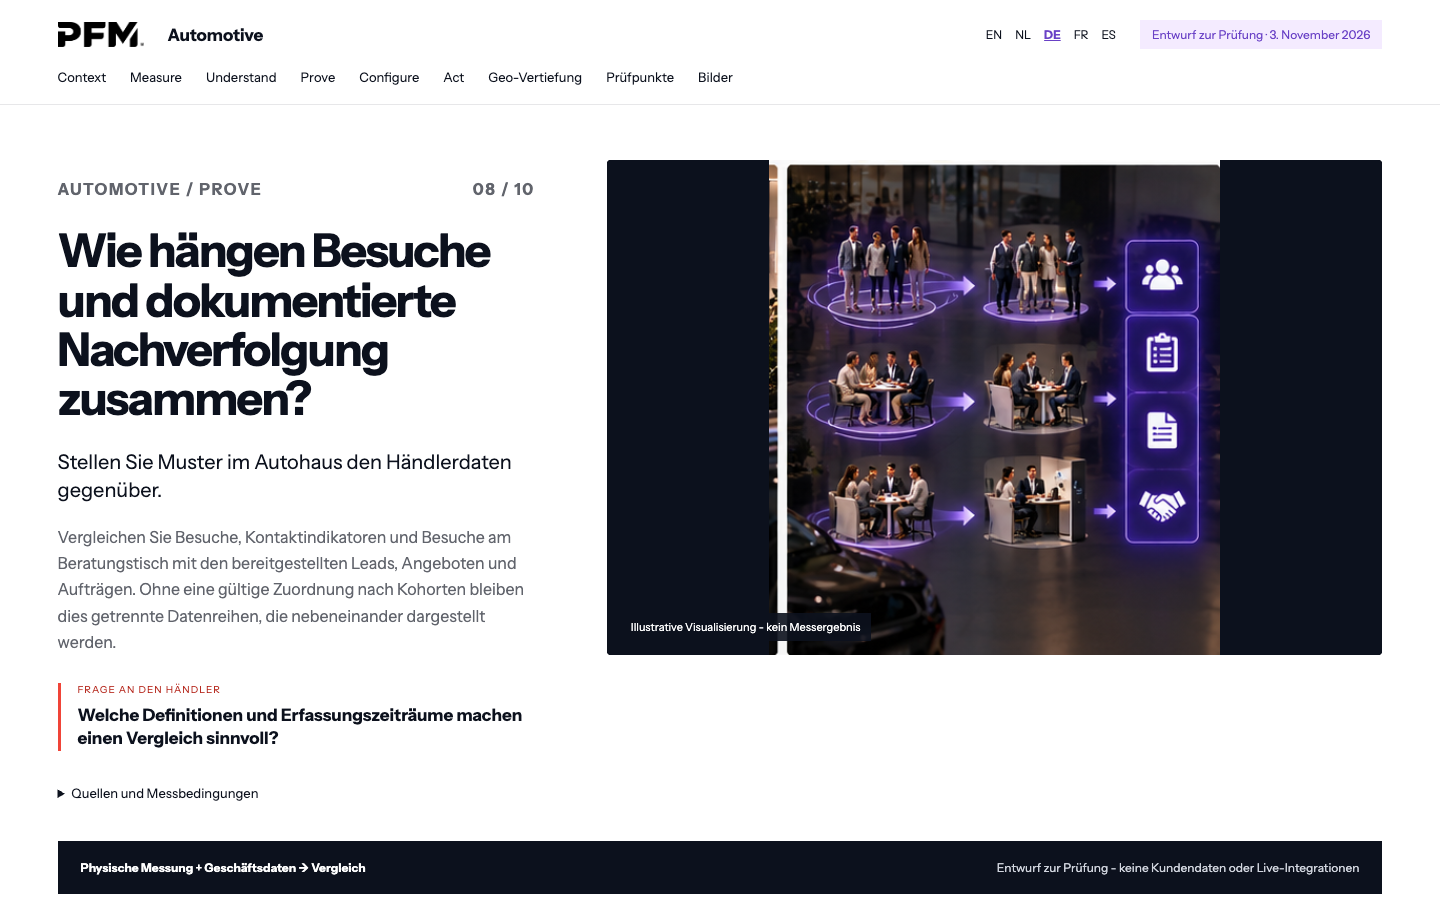 PFM.
Automotive
EN NL DE FR ES
Entwurf zur Prüfung · 3. November 2026
Context Measure Understand Prove Configure Act Geo-Vertiefung Prüfpunkte Bilder
AUTOMOTIVE / PROVE
08 / 10
Wie hängen Besuche
und dokumentierte
Nachverfolgung
zusammen?
Stellen Sie Muster im Autohaus den Händlerdaten
gegenüber.
Vergleichen Sie Besuche, Kontaktindikatoren und Besuche am
Beratungstisch mit den bereitgestellten Leads, Angeboten und
Aufträgen. Ohne eine gültige Zuordnung nach Kohorten bleiben
dies getrennte Datenreihen, die nebeneinander dargestellt
werden.
FRAGE AN DEN HÄNDLER
Welche Definitionen und Erfassungszeiträume machen
einen Vergleich sinnvoll?
▶ Quellen und Messbedingungen
Illustrative Visualisierung – kein Messergebnis
Physische Messung + Geschäftsdaten → Vergleich
Entwurf zur Prüfung – keine Kundendaten oder Live-Integrationen